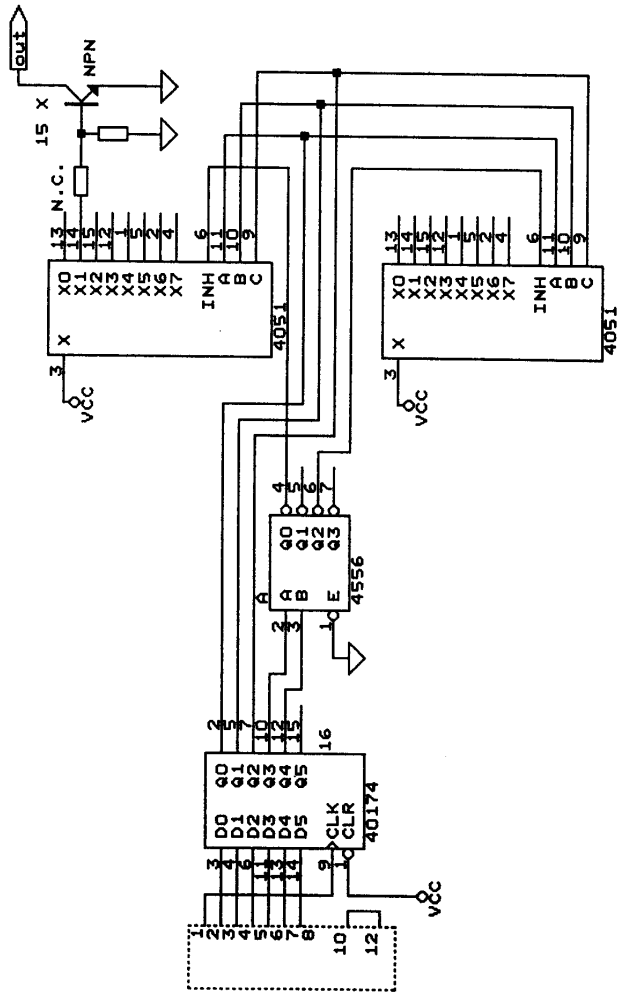 out
NPN
15 X
N.C.
13
14
15
12
1
5
2
4
6
11
10
9
X0
X1
X2
X3
X4
X5
X6
X7
INH
A
B
C
X
4051
3
VCC
13
14
15
12
1
5
2
4
6
11
10
9
X0
X1
X2
X3
X4
X5
X6
X7
INH
A
B
C
X
4051
3
VCC
4
5
6
7
Q0
Q1
Q2
Q3
A
A
B
E
4556
2
3
1
2
5
7
10
12
15
16
Q0
Q1
Q2
Q3
Q4
Q5
D0
D1
D2
D3
D4
D5
CLK
CLR
40174
3
4
6
11
13
14
9
1
VCC
1
2
3
4
5
6
7
8
10
12